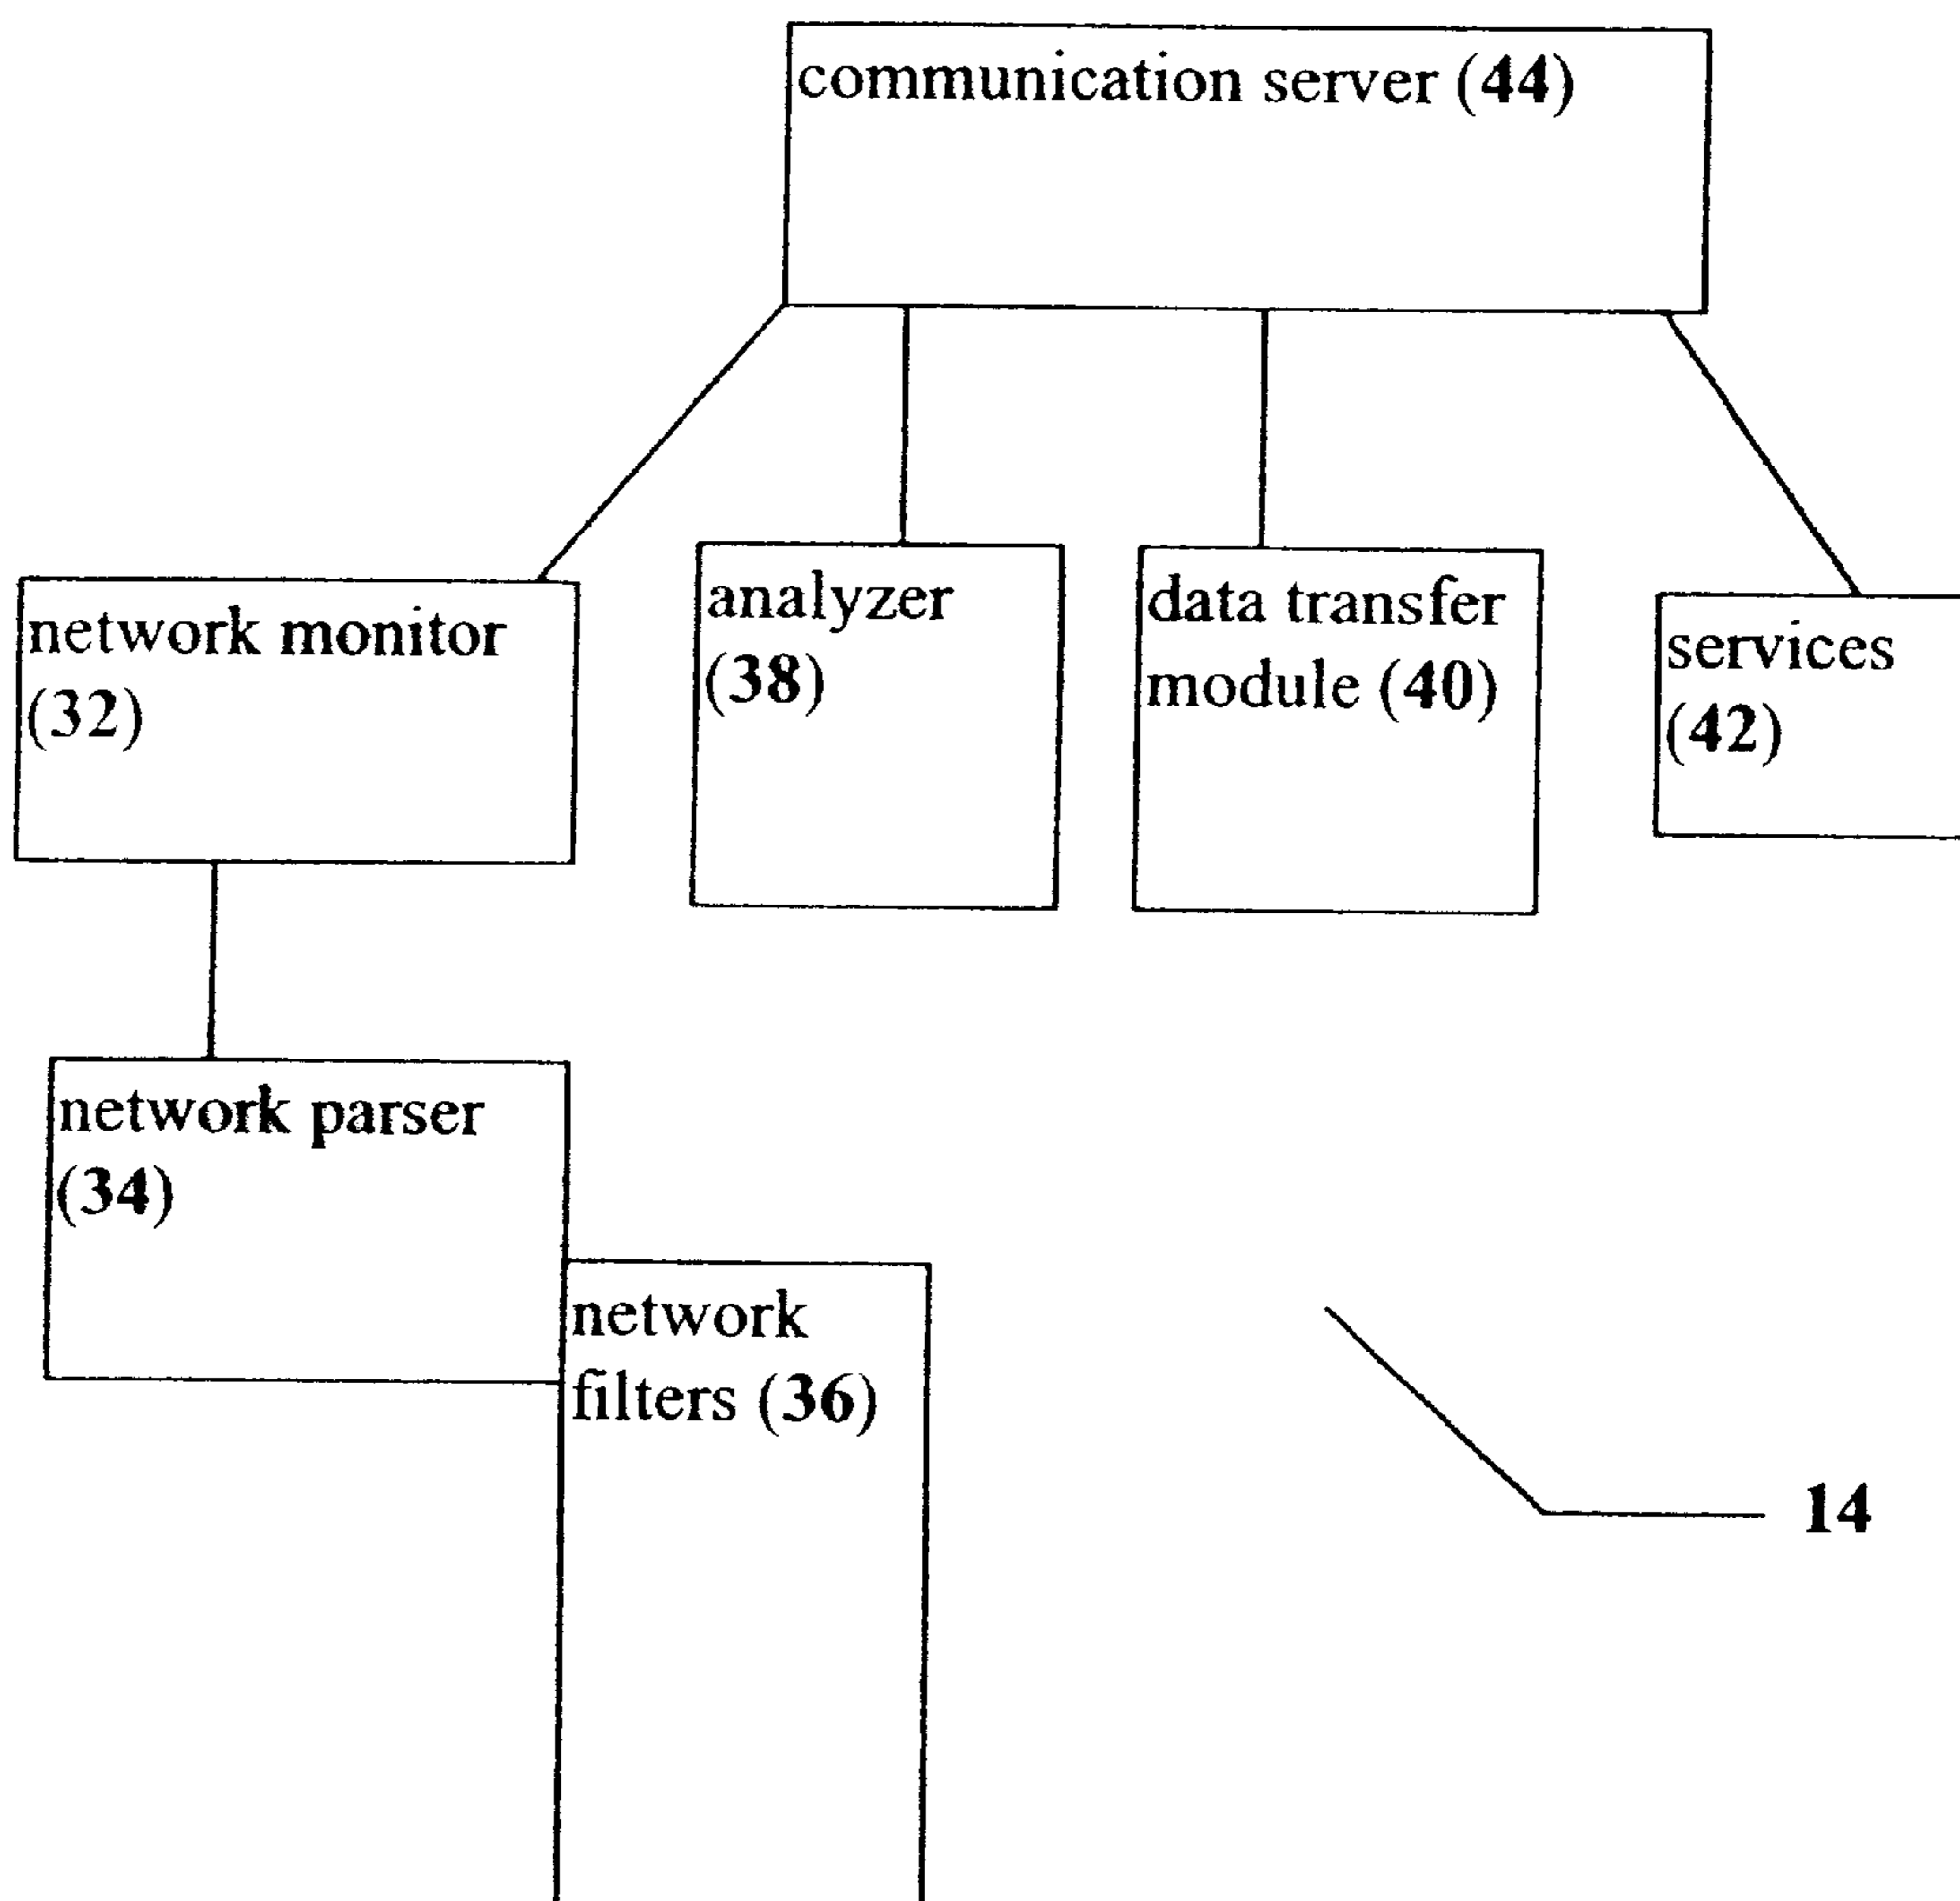 communication server (44)
network monitor
(32)
analyzer
(38)
data transfer
module (40)
services
(42)
network parser
(34)
network
filters (36)
14